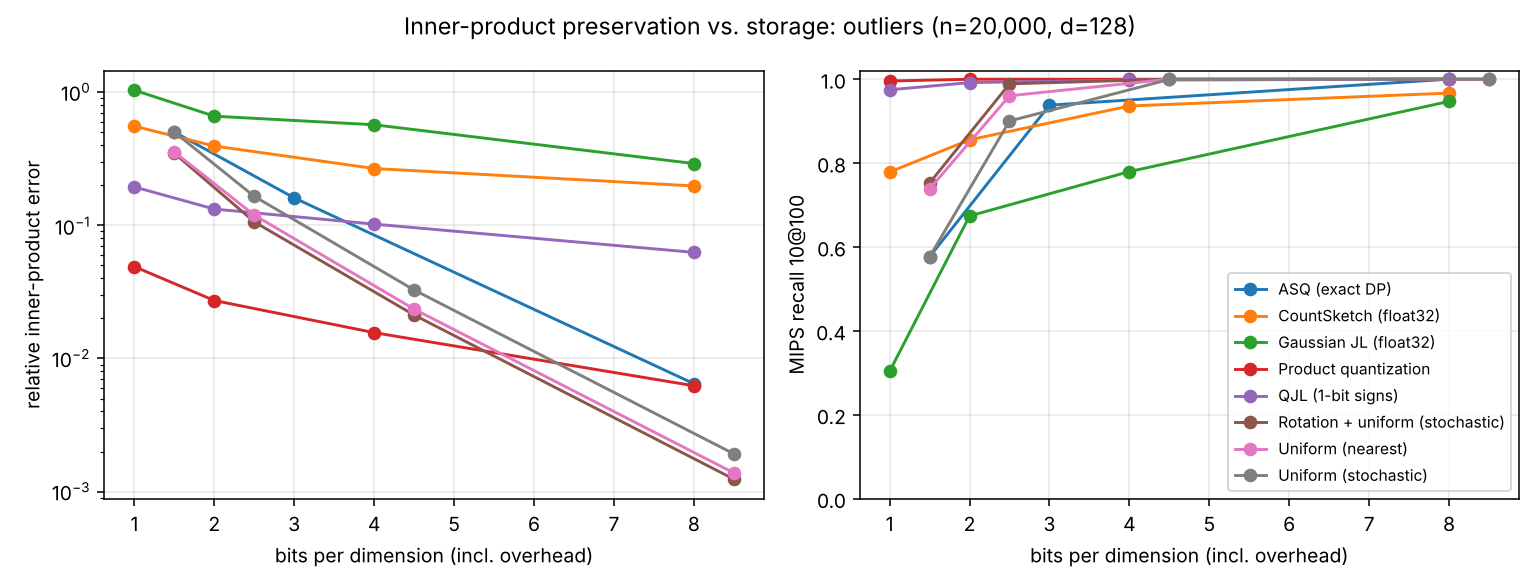 Inner-product preservation vs. storage: outliers (n=20,000, d=128)
relative inner-product error
10⁰
10⁻¹
10⁻²
10⁻³
1 2 3 4 5 6 7 8
bits per dimension (incl. overhead)
MIPS recall 10@100
1.0
0.8
0.6
0.4
0.2
0.0
1 2 3 4 5 6 7 8
bits per dimension (incl. overhead)
ASQ (exact DP)
CountSketch (float32)
Gaussian JL (float32)
Product quantization
QJL (1-bit signs)
Rotation + uniform (stochastic)
Uniform (nearest)
Uniform (stochastic)